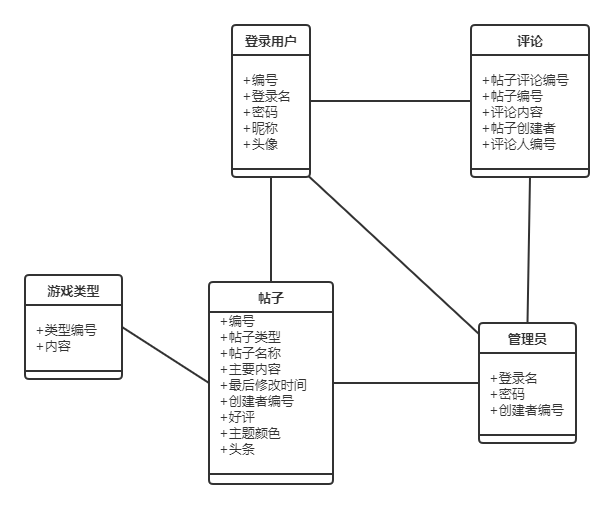 登录用户
+编号
+登录名
+密码
+昵称
+头像
评论
+帖子评论编号
+帖子编号
+评论内容
+帖子创建者
+评论人编号
游戏类型
+类型编号
+内容
帖子
+编号
+帖子类型
+帖子名称
+主要内容
+最后修改时间
+创建者编号
+好评
+主题颜色
+头条
管理员
+登录名
+密码
+创建者编号